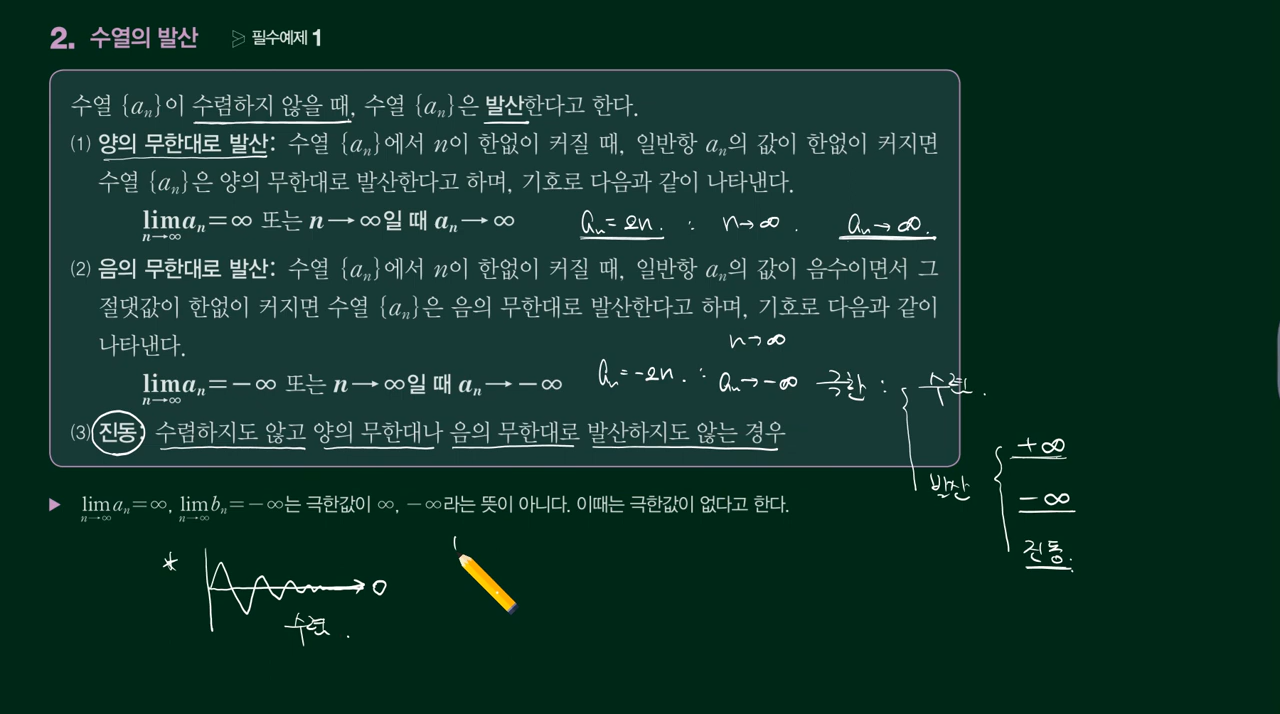 2. 수열의 발산 ▷ 필수예제 1
수열 {aₙ}이 수렴하지 않을 때, 수열 {aₙ}은 발산한다고 한다.
(1) 양의 무한대로 발산: 수열 {aₙ}에서 n이 한없이 커질 때, 일반항 aₙ의 값이 한없이 커지면
수열 {aₙ}은 양의 무한대로 발산한다고 하며, 기호로 다음과 같이 나타낸다.
lim_{n→∞} aₙ=∞ 또는 n→∞일 때 aₙ→∞ aₙ=2n. : n→∞. aₙ→∞.
(2) 음의 무한대로 발산: 수열 {aₙ}에서 n이 한없이 커질 때, 일반항 aₙ의 값이 음수이면서 그
절댓값이 한없이 커지면 수열 {aₙ}은 음의 무한대로 발산한다고 하며, 기호로 다음과 같이
나타낸다.
n→∞
lim_{n→∞} aₙ=-∞ 또는 n→∞일 때 aₙ→-∞ aₙ=-2n. : aₙ→-∞ 극한 : 수렴.
(3) 진동: 수렴하지도 않고 양의 무한대나 음의 무한대로 발산하지도 않는 경우
+∞
발산 -∞
진동.
▶ lim_{n→∞} aₙ=∞, lim_{n→∞} bₙ=-∞는 극한값이 ∞, -∞라는 뜻이 아니다. 이때는 극한값이 없다고 한다.
* 0
수렴.